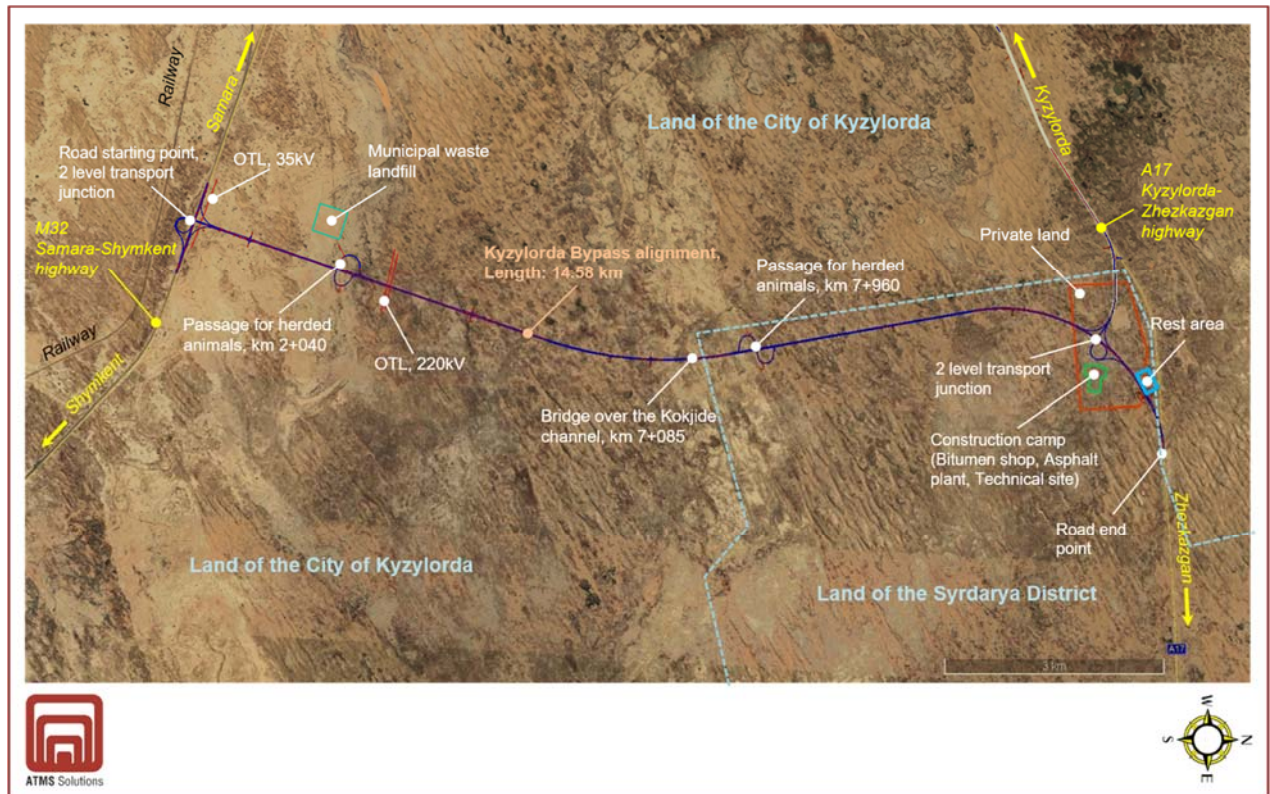 Railway
Samara
Kyzylorda
Land of the City of Kyzylorda
Road starting point,
2 level transport
junction
OTL, 35kV
Municipal waste
landfill
A17
Kyzylorda-
Zhezkazgan
highway
M32
Samara-Shymkent
highway
Private land
Kyzylorda Bypass alignment,
Length: 14.58 km
Passage for herded
animals, km 7+960
Rest area
Railway
Passage for herded
animals, km 2+040
OTL, 220kV
2 level transport
junction
Shymkent
Bridge over the Kokjide
channel, km 7+085
Construction camp
(Bitumen shop, Asphalt
plant, Technical site)
Road end
point
Zhezkazgan
Land of the City of Kyzylorda
Land of the Syrdarya District
A17
31km
ATMS Solutions
W
S
N
E